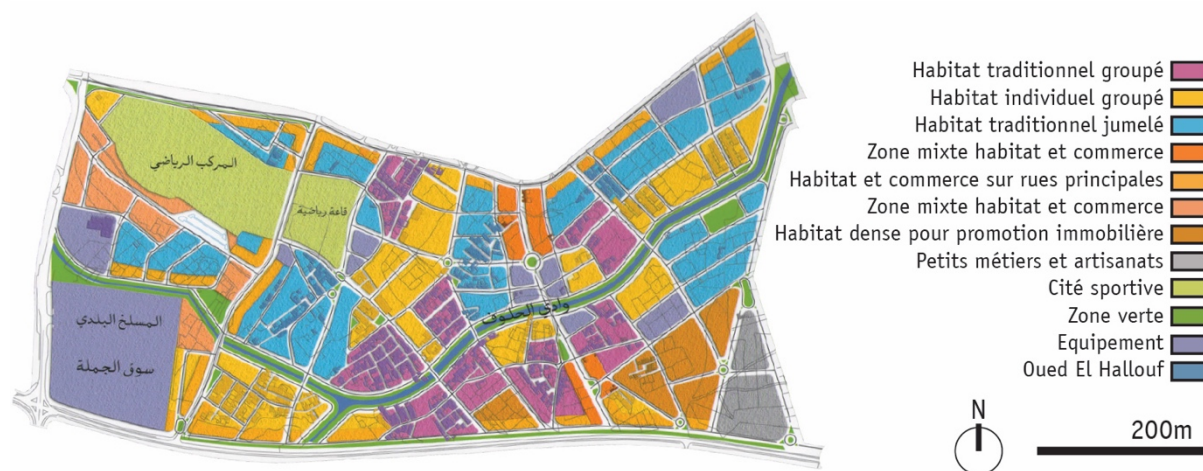 Habitat traditionnel groupé
Habitat individuel groupé
Habitat traditionnel jumelé
Zone mixte habitat et commerce
Habitat et commerce sur rues principales
Zone mixte habitat et commerce
Habitat dense pour promotion immobilière
Petits métiers et artisanats
Cité sportive
Zone verte
Equipement
Oued El Hallouf
المركب الرياضي
قاعة رياضية
وادي الحلوف
المسلخ البلدي
سوق الجملة
N
200m